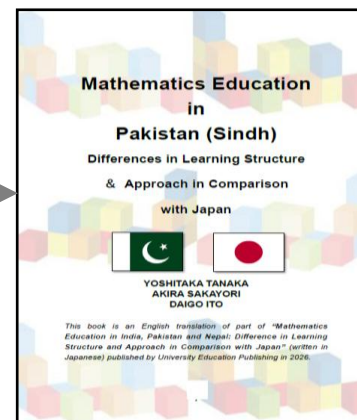 Mathematics Education
in
Pakistan (Sindh)
Differences in Learning Structure
& Approach in Comparison
with Japan
YOSHITAKA TANAKA
AKIRA SAKAYORI
DAIGO ITO
This book is an English translation of part of "Mathematics
Education in India, Pakistan and Nepal: Difference in Learning
Structure and Approach in Comparison with Japan" (written in
Japanese) published by University Education Publishing in 2026.